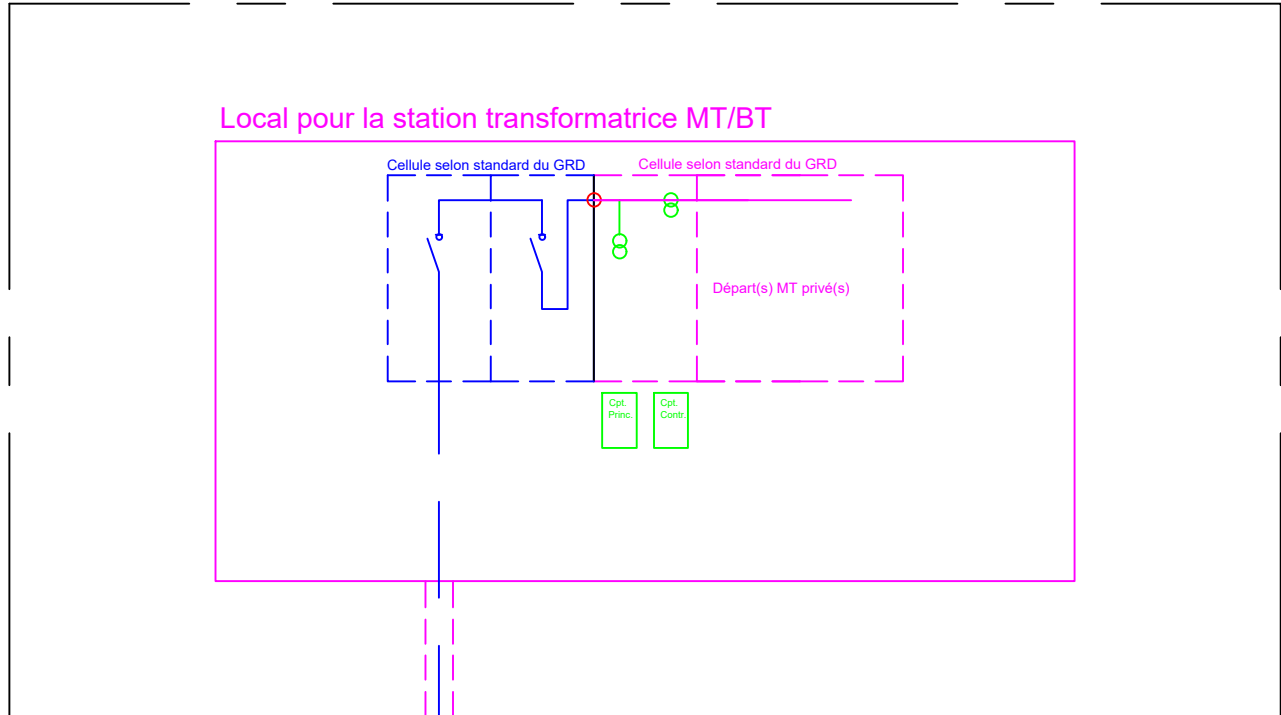 Local pour la station transformatrice MT/BT
Cellule selon standard du GRD
Cellule selon standard du GRD
Départ(s) MT privé(s)
Cpt.
Princ.
Cpt.
Contr.